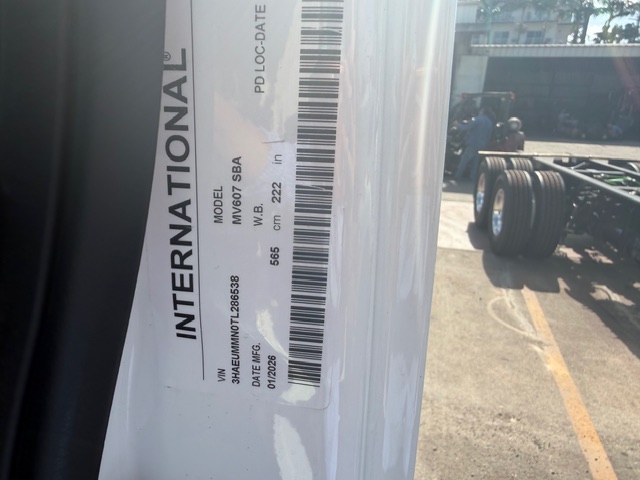 INTERNATIONAL®
VIN
3HAEUMMN0TL286538
MODEL
MV607 SBA
PD LOC-DATE
DATE MFG.
01/2026
W.B.
565 cm 222 in